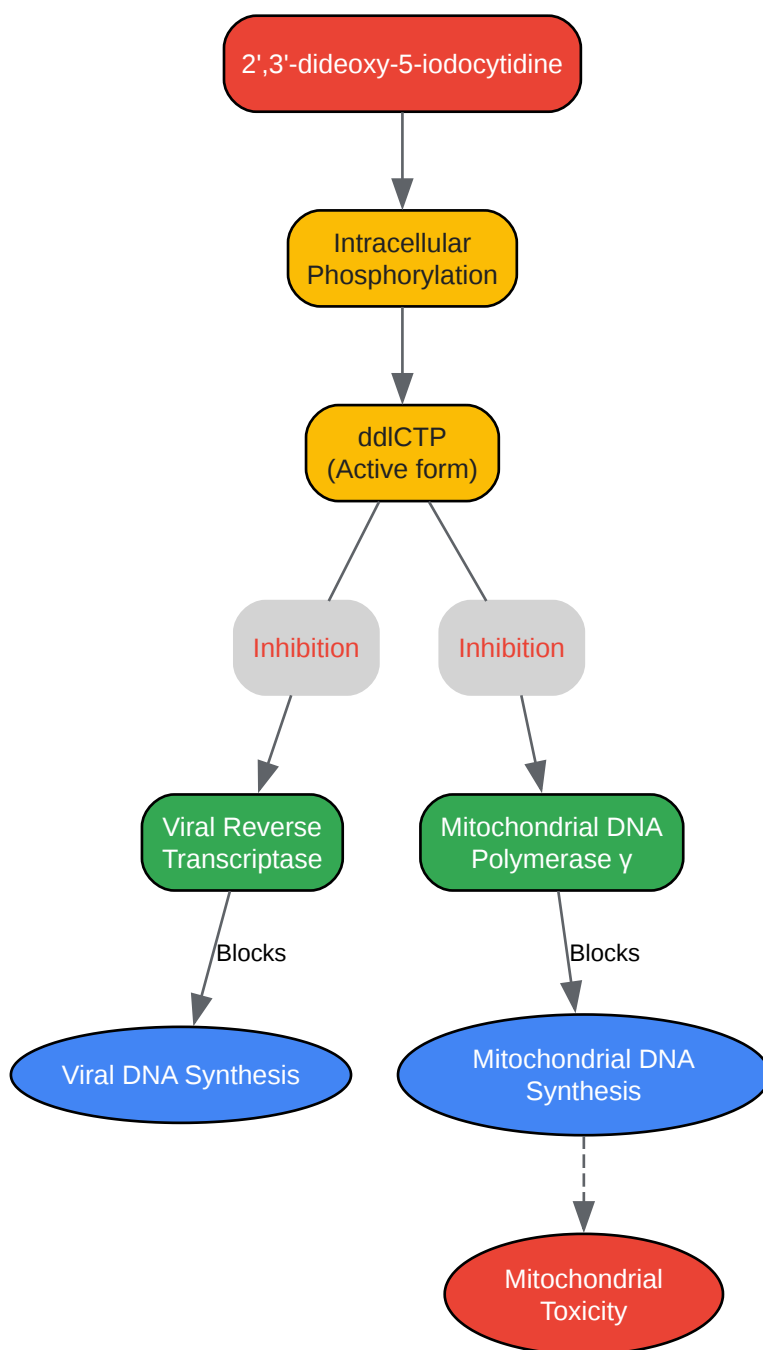 2',3'-dideoxy-5-iodocytidine
Intracellular
Phosphorylation
ddICTP
(Active form)
Inhibition
Inhibition
Viral Reverse
Transcriptase
Mitochondrial DNA
Polymerase γ
Blocks
Blocks
Viral DNA Synthesis
Mitochondrial DNA
Synthesis
Mitochondrial
Toxicity